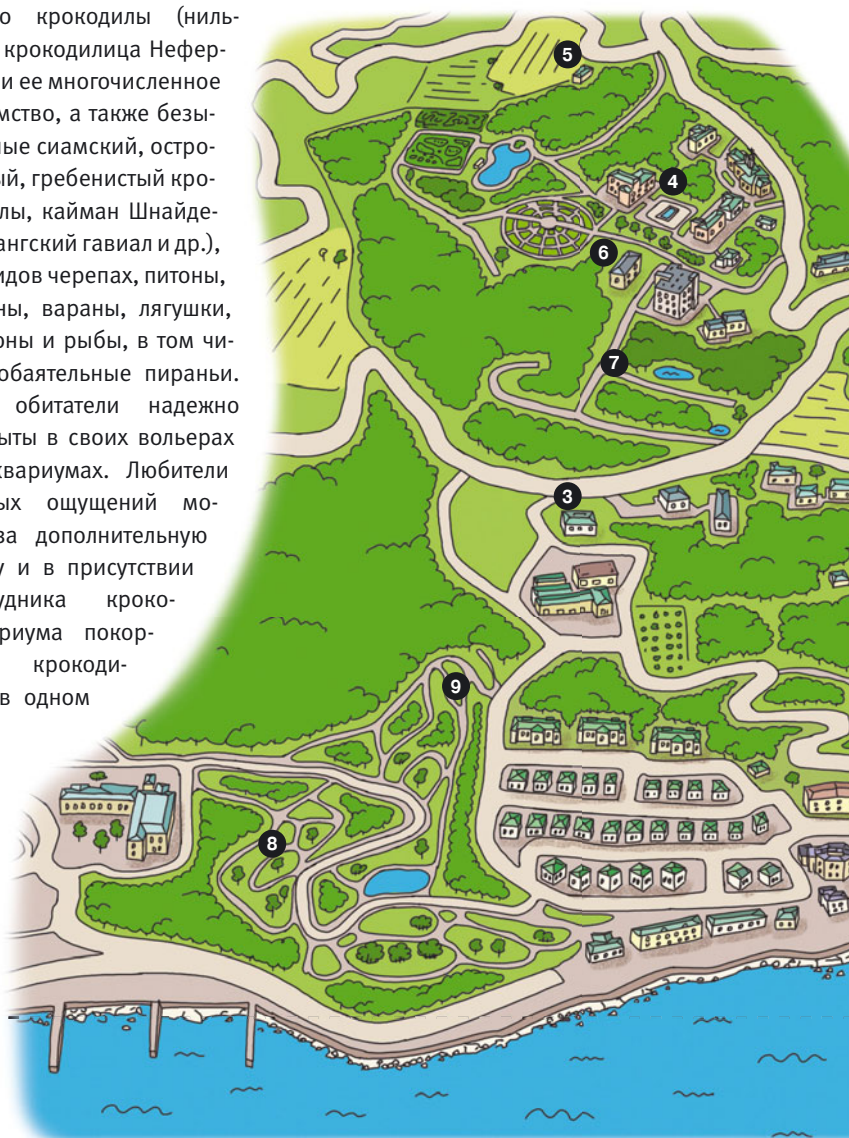 о крокодилы (ниль-
крокодилица Нефер-
и ее многочисленное
мство, а также безы-
ные сиамский, остро-
ый, гребенистый кро-
лы, кайман Шнайде-
ангский гавиал и др.),
идов черепах, питоны,
ны, вараны, лягушки,
оны и рыбы, в том чи-
обаятельные пираньи.
обитатели надежно
ыты в своих вольерах
квариумах. Любители
ых ощущений мо-
за дополнительную
у и в присутствии
удника кроко-
риума покор-
крокоди-
в одном
5
4
6
7
3
9
8